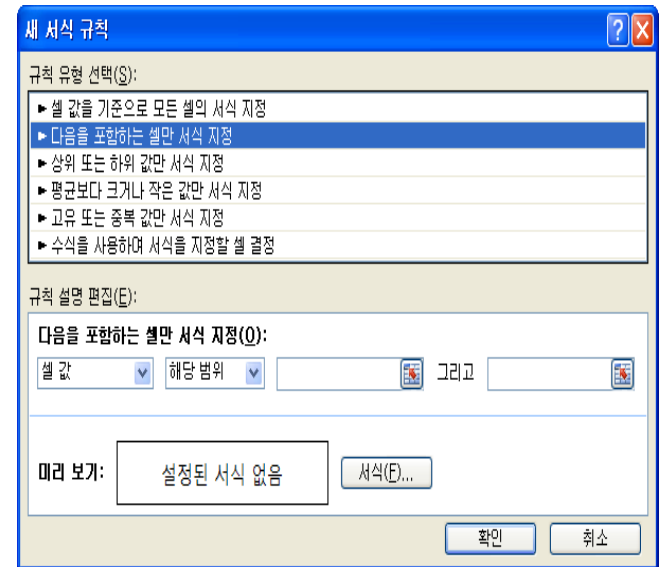 새 서식 규칙
규칙 유형 선택(S):
► 셀 값을 기준으로 모든 셀의 서식 지정
► 다음을 포함하는 셀만 서식 지정
► 상위 또는 하위 값만 서식 지정
► 평균보다 크거나 작은 값만 서식 지정
► 고유 또는 중복 값만 서식 지정
► 수식을 사용하여 서식을 지정할 셀 결정
규칙 설명 편집(E):
다음을 포함하는 셀만 서식 지정(O):
셀 값 해당 범위 그리고
미리 보기: 설정된 서식 없음 서식(F)...
확인 취소